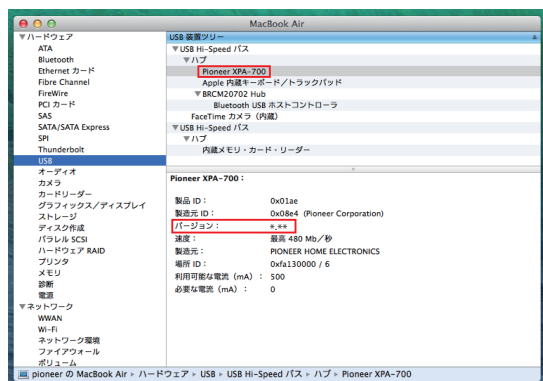 MacBook Air
▼ハードウェア
ATA
Bluetooth
Ethernet カード
Fibre Channel
FireWire
PCI カード
SAS
SATA/SATA Express
SPI
Thunderbolt
USB
オーディオ
カメラ
カードリーダー
グラフィックス/ディスプレイ
ストレージ
ディスク作成
パラレル SCSI
ハードウェア RAID
プリンタ
メモリ
診断
電源
▼ネットワーク
WWAN
Wi-Fi
ネットワーク環境
ファイアウォール
ボリューム
USB 装置ツリー
▼USB Hi-Speed バス
▼ハブ
Pioneer XPA-700
Apple 内蔵キーボード/トラックパッド
▼BRCM20702 Hub
Bluetooth USB ホストコントローラ
FaceTime カメラ（内蔵）
▼USB Hi-Speed バス
▼ハブ
内蔵メモリ・カード・リーダー
Pioneer XPA-700：
製品 ID： 0x01ae
製造元 ID： 0x08e4 (Pioneer Corporation)
バージョン： *.**
速度： 最高 480 Mb/秒
製造元： PIONEER HOME ELECTRONICS
場所 ID： 0xfa130000 / 6
利用可能な電流（mA）： 500
必要な電流（mA）： 0
pioneer の MacBook Air ▸ ハードウェア ▸ USB ▸ USB Hi-Speed バス ▸ ハブ ▸ Pioneer XPA-700